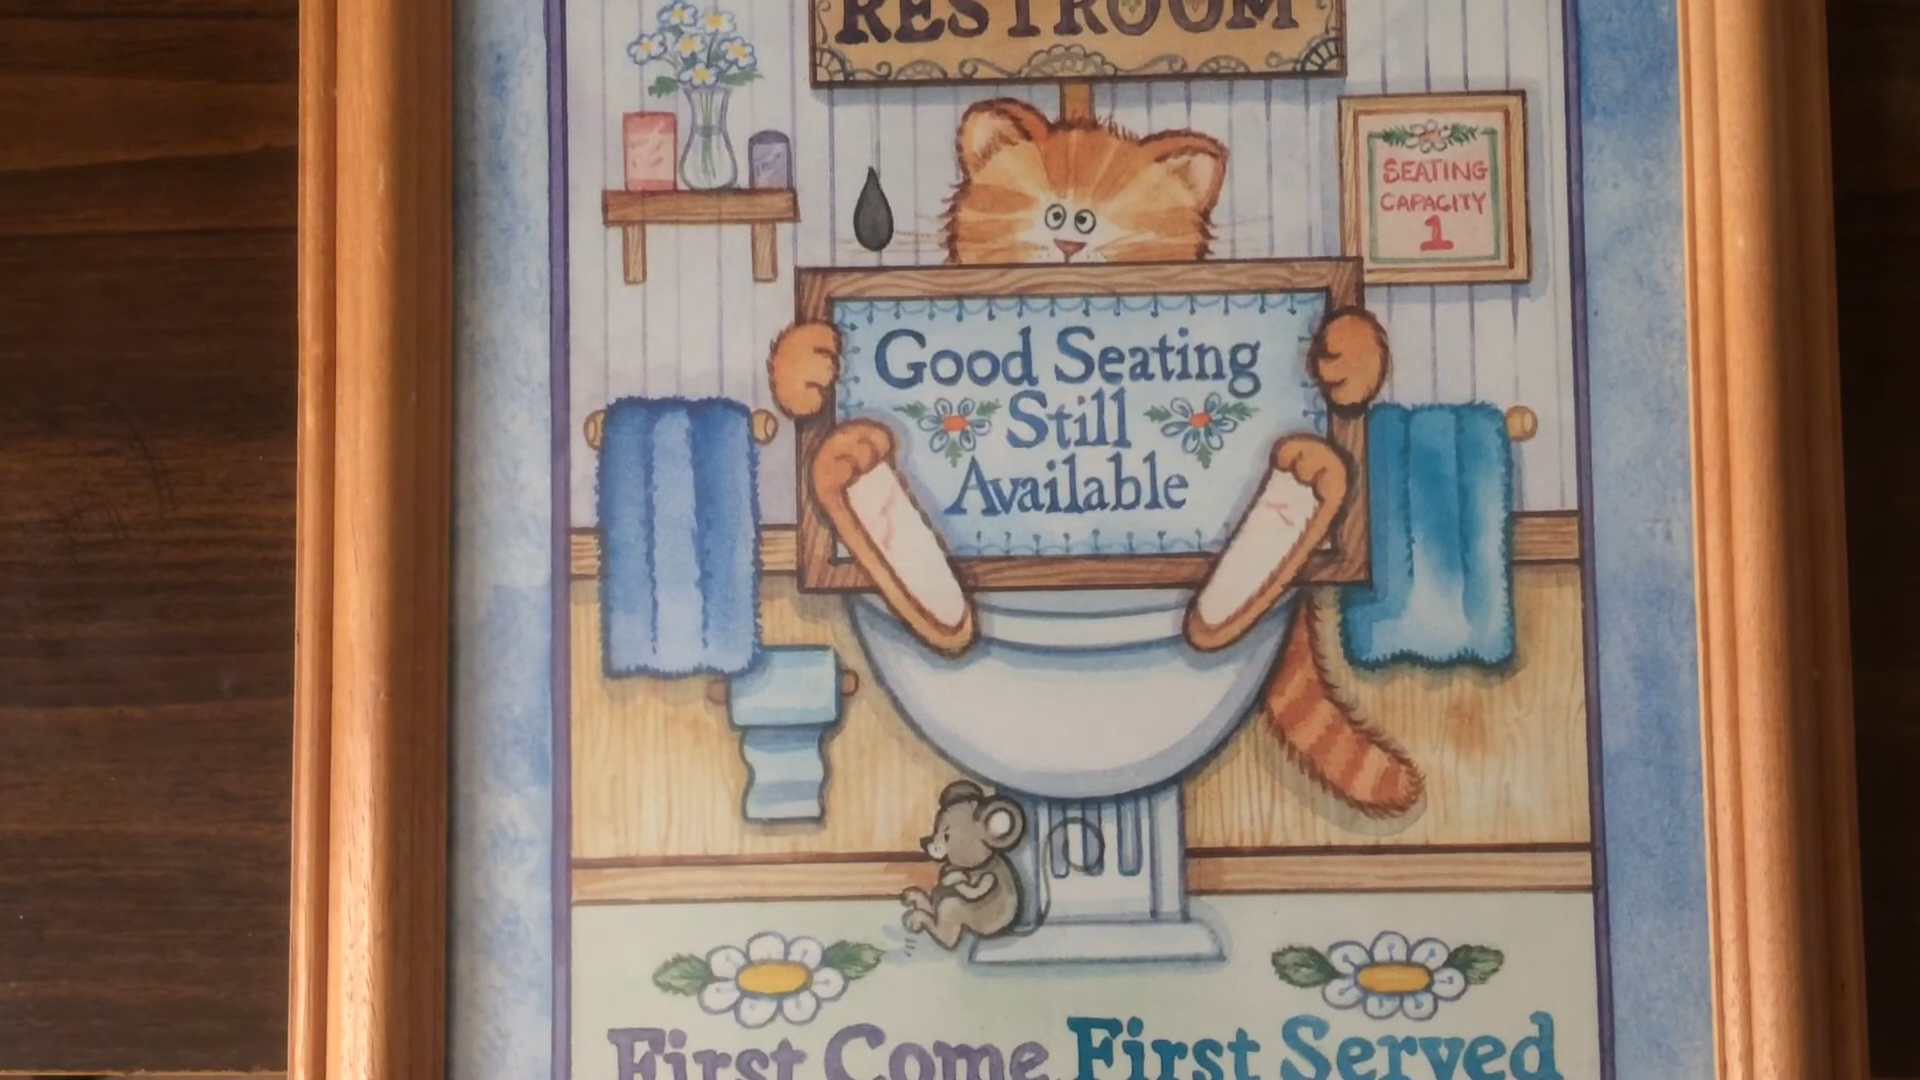 RESTROOM
SEATING
CAPACITY
1
Good Seating
Still
Available
First Come First Served